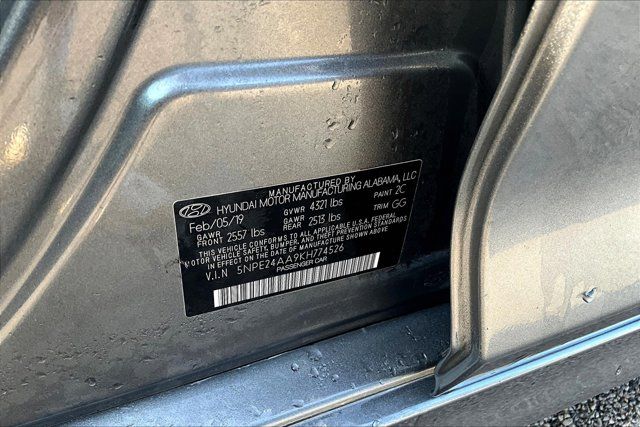 MANUFACTURED BY
HYUNDAI MOTOR MANUFACTURING ALABAMA, LLC
Feb/05/19 GVWR 4321 lbs PAINT 2C
GAWR FRONT 2557 lbs GAWR REAR 2513 lbs TRIM GG
THIS VEHICLE CONFORMS TO ALL APPLICABLE
U.S. FEDERAL SAFETY, BUMPER, AND THEFT PREVENTION STANDARDS
IN EFFECT ON THE DATE OF MANUFACTURE SHOWN ABOVE.
V.I.N 5NPE24AA9KH774526
PASSENGER CAR